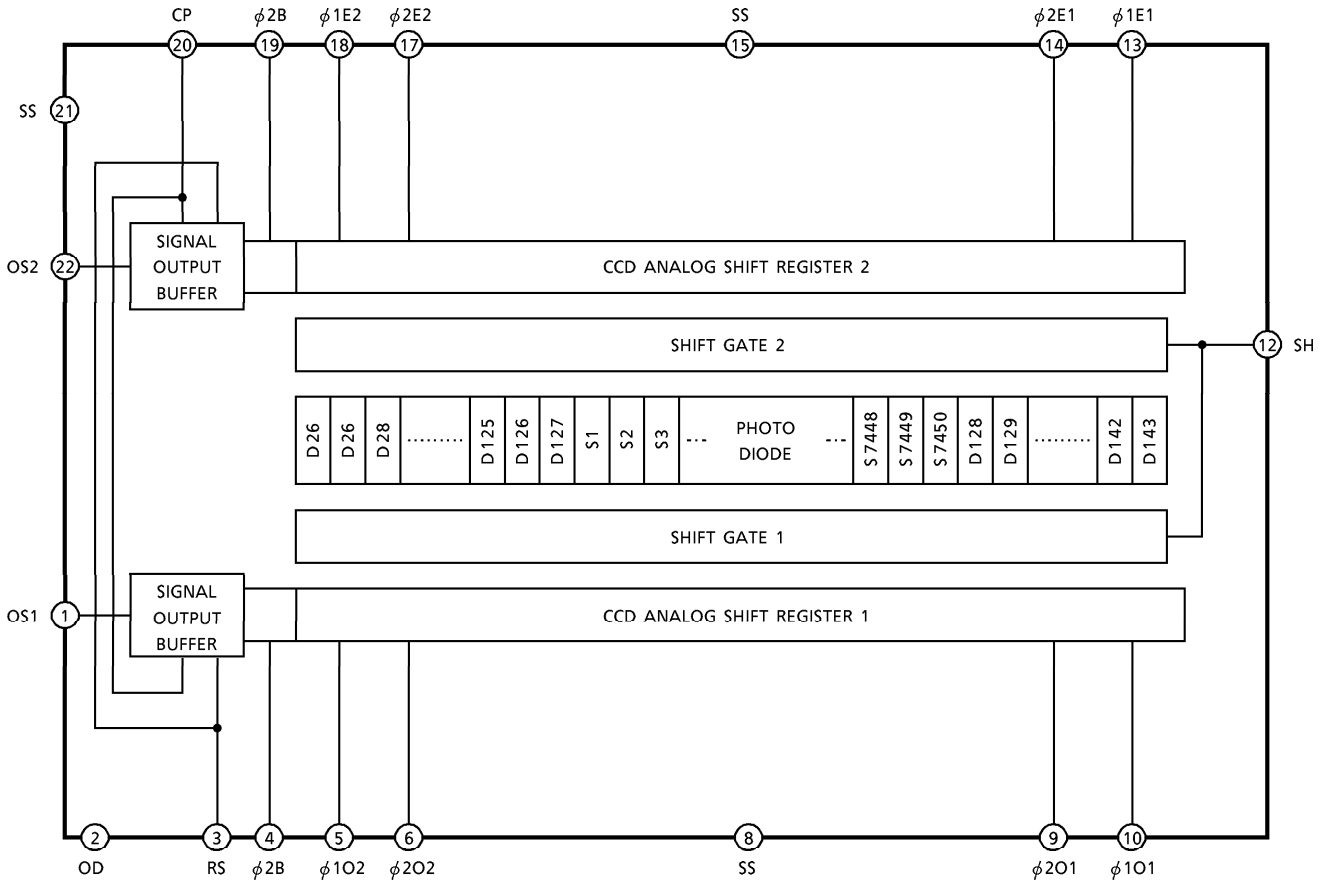 CP ϕ2B ϕ1E2 ϕ2E2 SS ϕ2E1 ϕ1E1
20 19 18 17 15 14 13
SS 21
SIGNAL
OUTPUT
BUFFER
OS2 22
CCD ANALOG SHIFT REGISTER 2
SHIFT GATE 2
12 SH
D26 D26 D28 ········· D125 D126 D127 S1 S2 S3 --- PHOTO DIODE --- S7448 S7449 S7450 D128 D129 ········· D142 D143
SHIFT GATE 1
SIGNAL
OUTPUT
BUFFER
OS1 1
CCD ANALOG SHIFT REGISTER 1
2 3 4 5 6 8 9 10
OD RS ϕ2B ϕ1O2 ϕ2O2 SS ϕ2O1 ϕ1O1